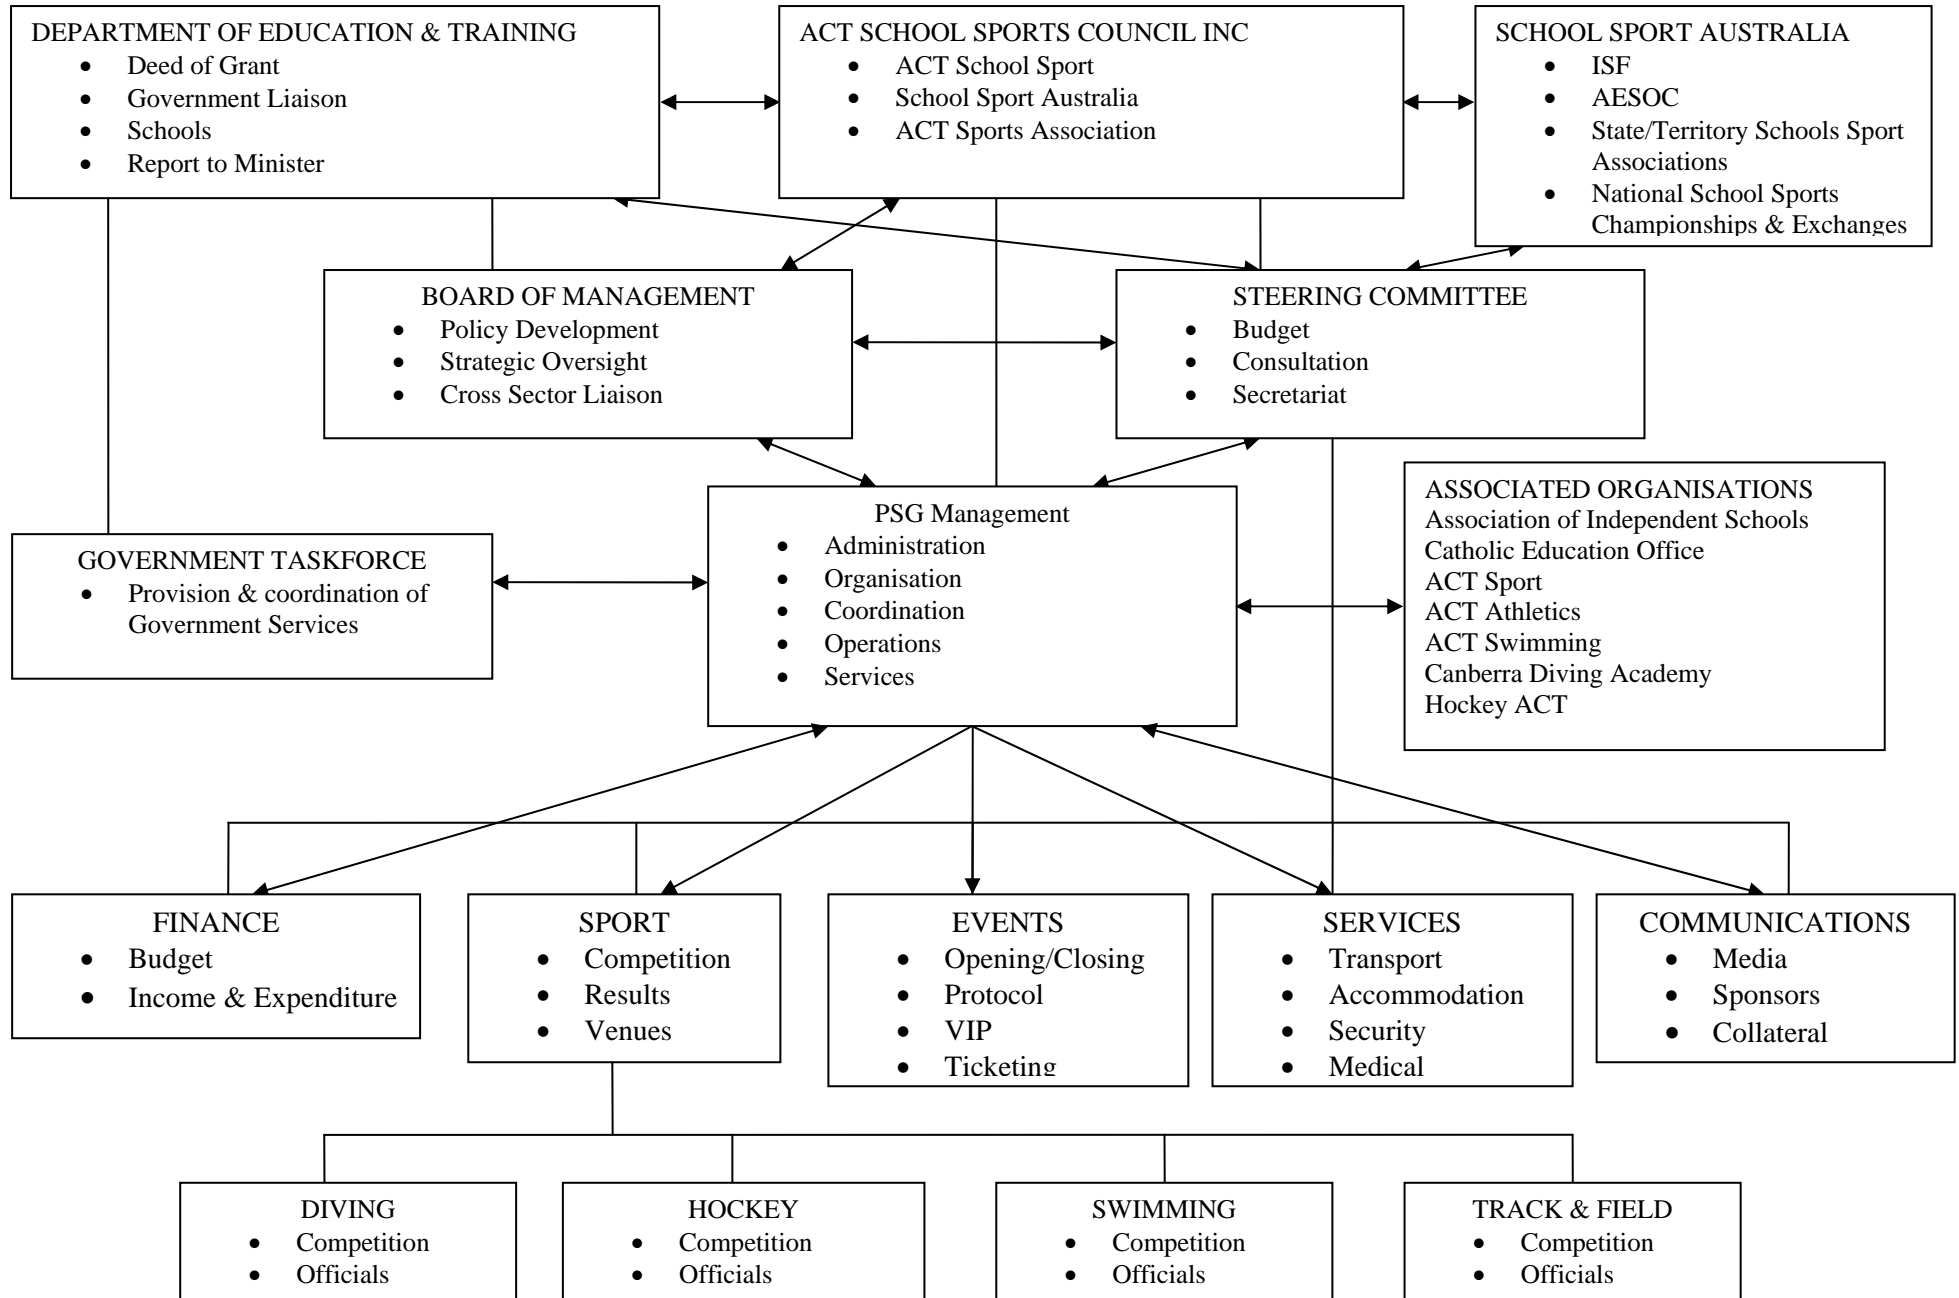 DEPARTMENT OF EDUCATION & TRAINING
• Deed of Grant
• Government Liaison
• Schools
• Report to Minister
ACT SCHOOL SPORTS COUNCIL INC
• ACT School Sport
• School Sport Australia
• ACT Sports Association
SCHOOL SPORT AUSTRALIA
• ISF
• AESOC
• State/Territory Schools Sport
Associations
• National School Sports
Championships & Exchanges
BOARD OF MANAGEMENT
• Policy Development
• Strategic Oversight
• Cross Sector Liaison
STEERING COMMITTEE
• Budget
• Consultation
• Secretariat
GOVERNMENT TASKFORCE
• Provision & coordination of
Government Services
PSG Management
• Administration
• Organisation
• Coordination
• Operations
• Services
ASSOCIATED ORGANISATIONS
Association of Independent Schools
Catholic Education Office
ACT Sport
ACT Athletics
ACT Swimming
Canberra Diving Academy
Hockey ACT
FINANCE
• Budget
• Income & Expenditure
SPORT
• Competition
• Results
• Venues
EVENTS
• Opening/Closing
• Protocol
• VIP
• Ticketing
SERVICES
• Transport
• Accommodation
• Security
• Medical
COMMUNICATIONS
• Media
• Sponsors
• Collateral
DIVING
• Competition
• Officials
HOCKEY
• Competition
• Officials
SWIMMING
• Competition
• Officials
TRACK & FIELD
• Competition
• Officials